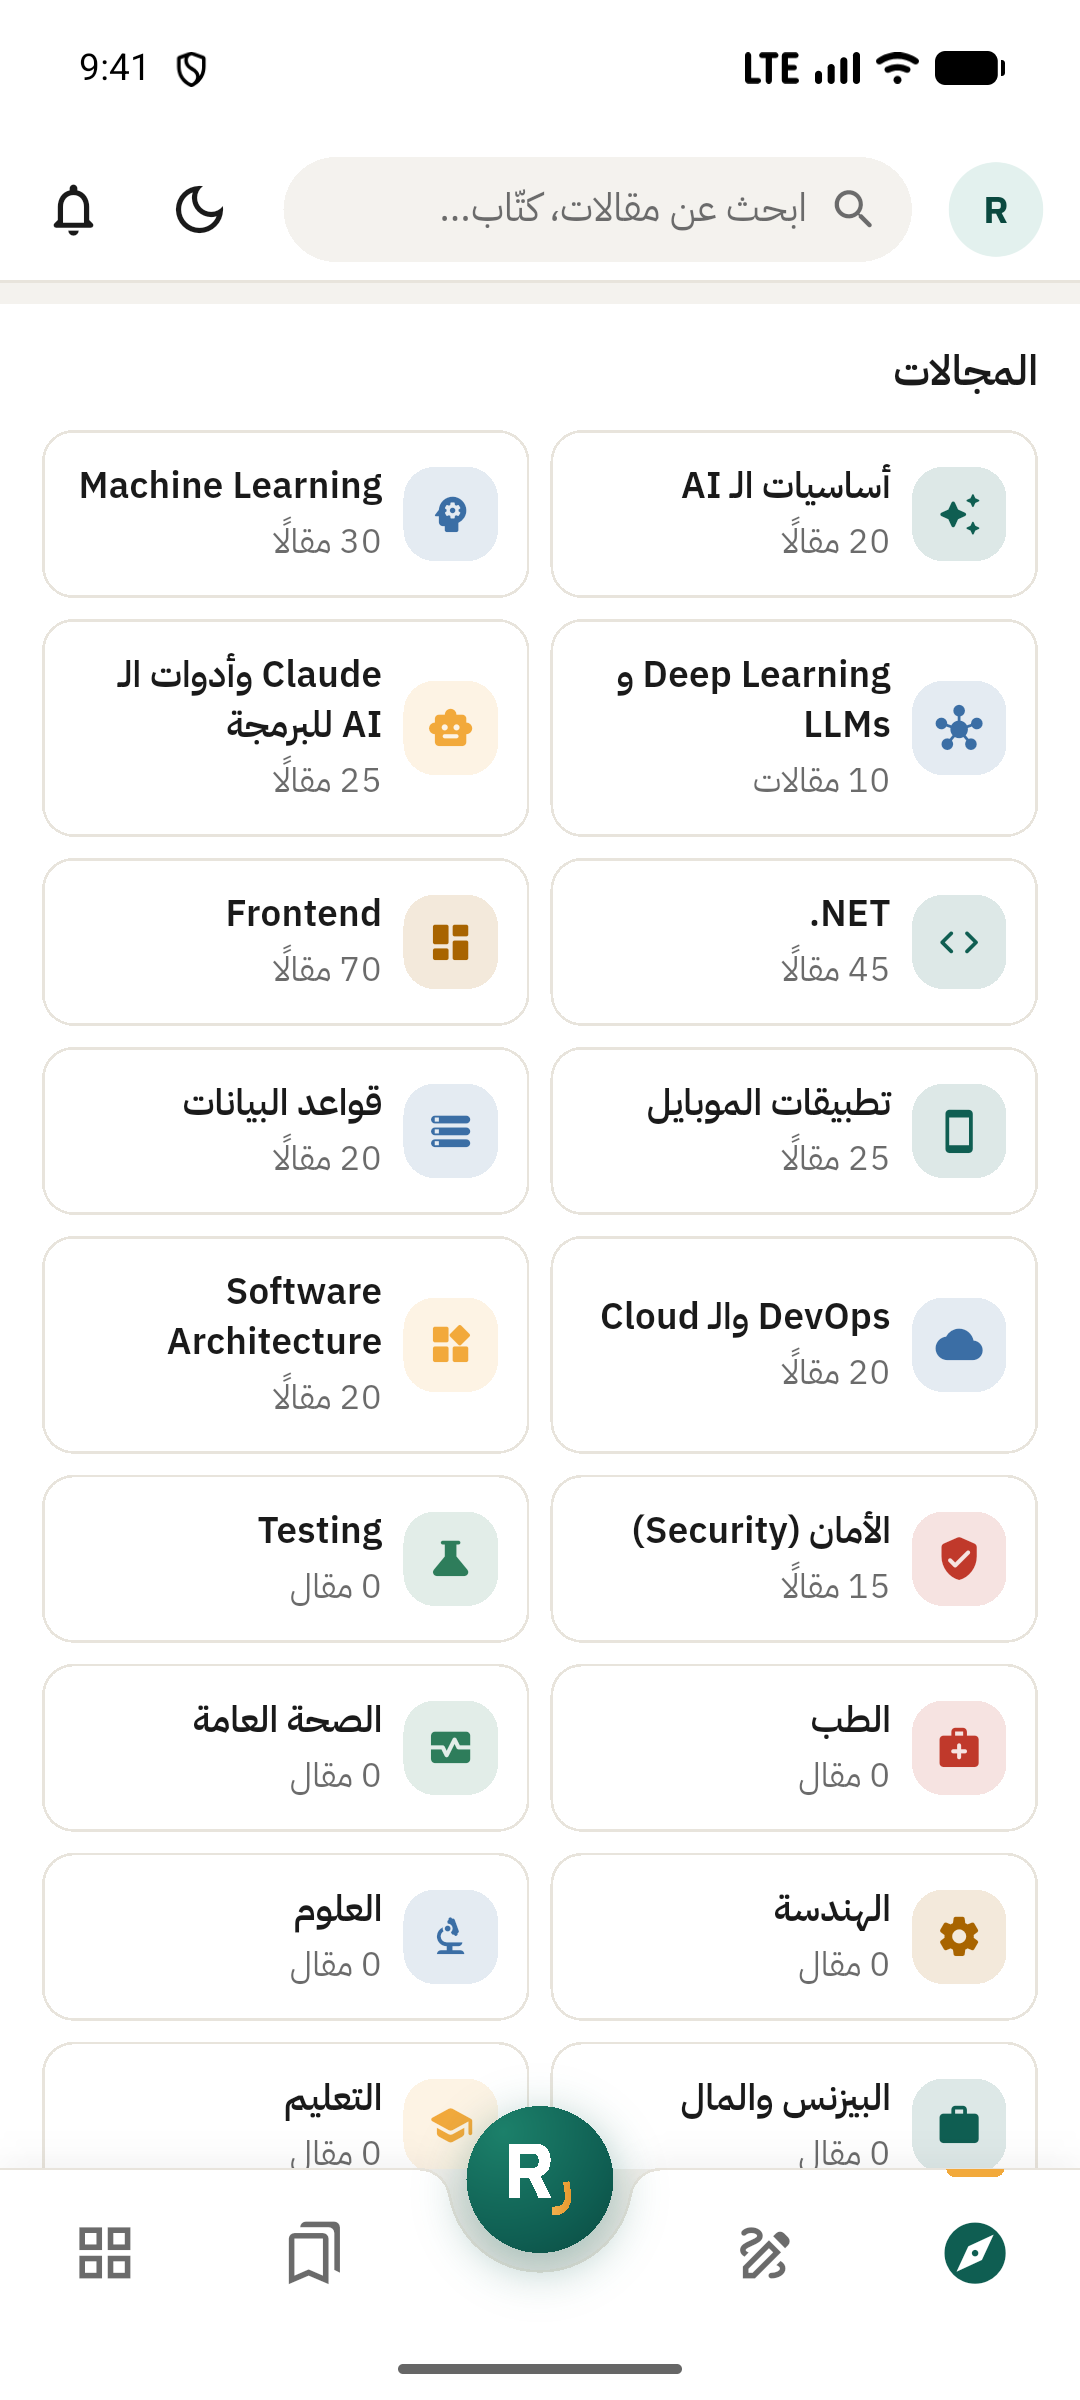 9:41 LTE
R
ابحث عن مقالات، كتّاب...
المجالات
أساسيات الـ AI
20 مقالًا
Machine Learning
30 مقالًا
Deep Learning و
LLMs
10 مقالات
Claude وأدوات الـ
AI للبرمجة
25 مقالًا
.NET
45 مقالًا
Frontend
70 مقالًا
تطبيقات الموبايل
25 مقالًا
قواعد البيانات
20 مقالًا
DevOps والـ Cloud
20 مقالًا
Software
Architecture
20 مقالًا
الأمان (Security)
15 مقالًا
Testing
0 مقال
الطب
0 مقال
الصحة العامة
0 مقال
الهندسة
0 مقال
العلوم
0 مقال
البيزنس والمال
0 مقال
التعليم
0 مقال
R ر